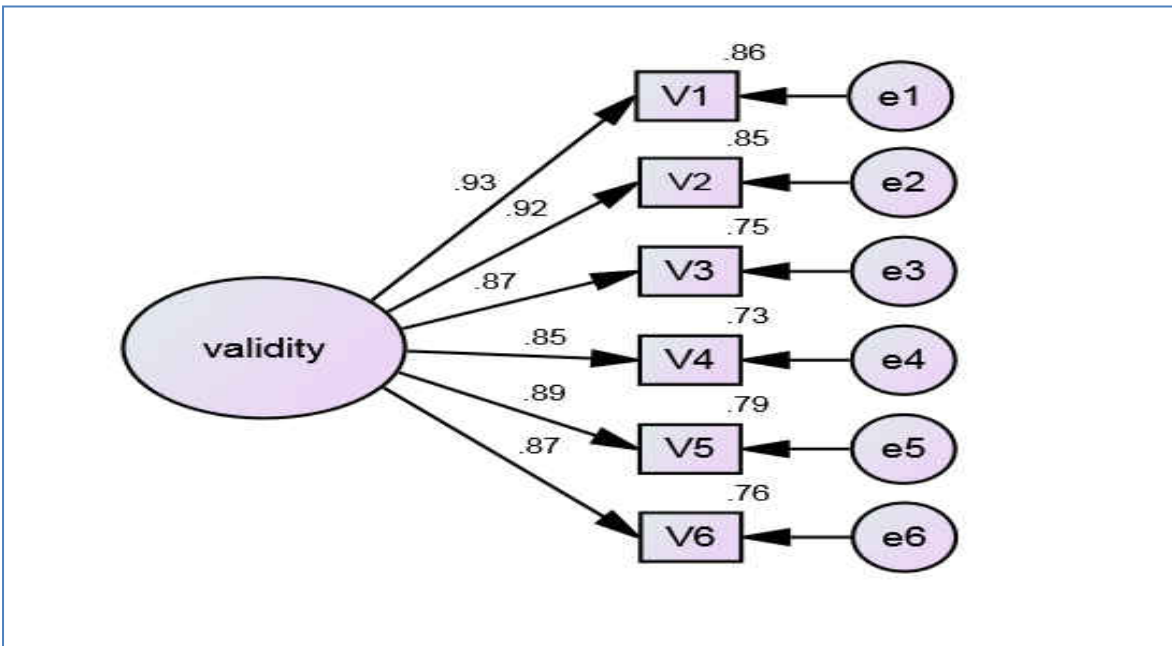 .86
V1
e1
.85
.93
V2
e2
.92
.75
.87
V3
e3
.73
validity
.85
V4
e4
.79
.89
V5
e5
.87
.76
V6
e6